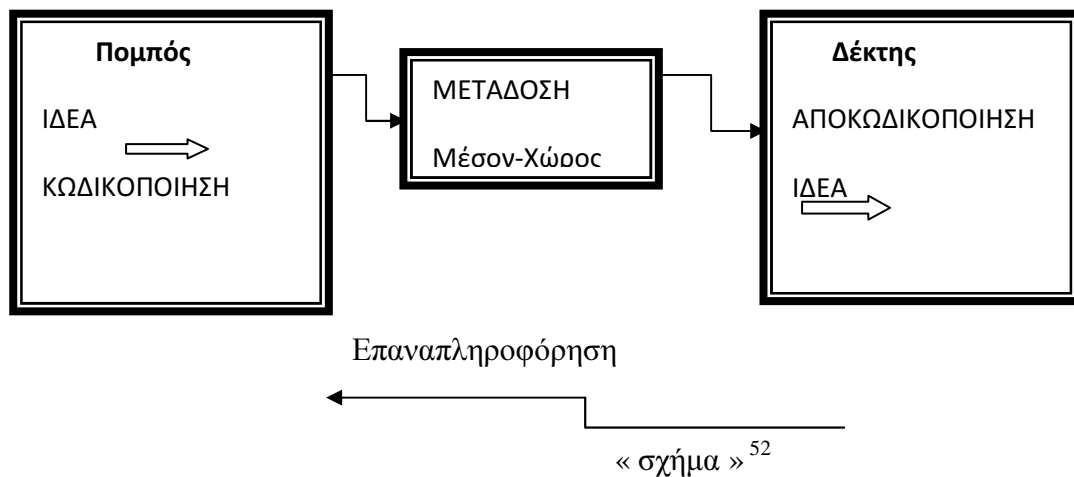 Πομπός
ΙΔΕΑ
ΚΩΔΙΚΟΠΟΙΗΣΗ
ΜΕΤΑΔΟΣΗ
Μέσον-Χώρος
Δέκτης
ΑΠΟΚΩΔΙΚΟΠΟΙΗΣΗ
ΙΔΕΑ
Επαναπληροφόρηση
« σχήμα » 52